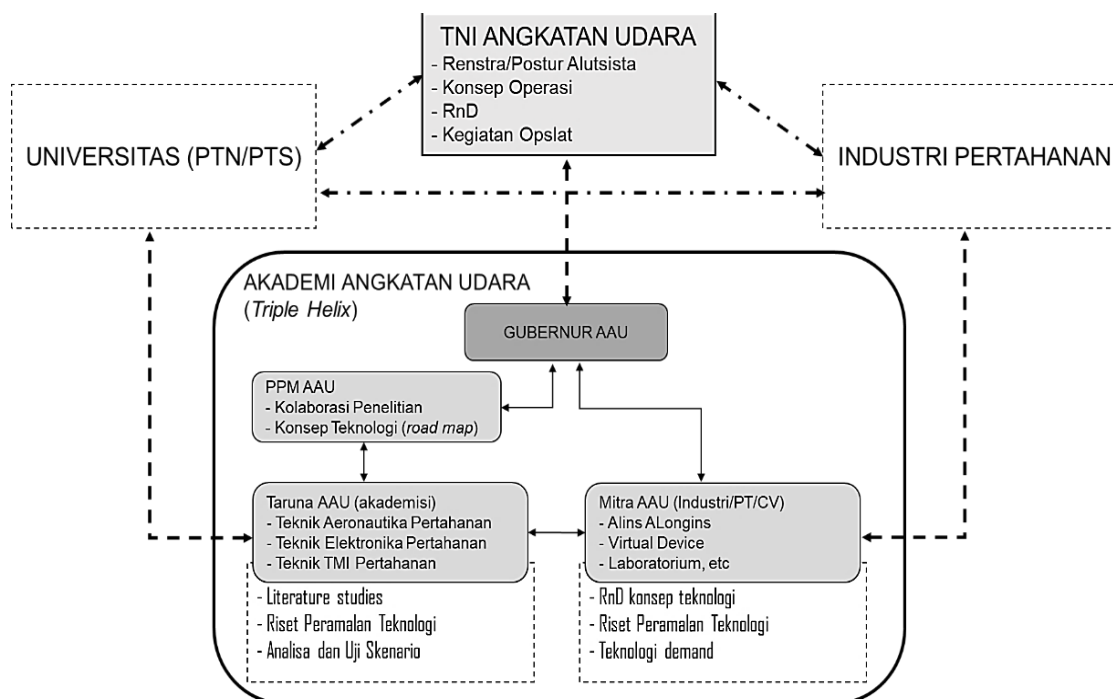 TNI ANGKATAN UDARA
- Renstra/Postur Alutsista
- Konsep Operasi
- RnD
- Kegiatan Opslat
UNIVERSITAS (PTN/PTS)
INDUSTRI PERTAHANAN
AKADEMI ANGKATAN UDARA
(Triple Helix)
GUBERNUR AAU
PPM AAU
- Kolaborasi Penelitian
- Konsep Teknologi (road map)
Taruna AAU (akademisi)
- Teknik Aeronautika Pertahanan
- Teknik Elektronika Pertahanan
- Teknik TMI Pertahanan
Mitra AAU (Industri/PT/CV)
- Alins ALongins
- Virtual Device
- Laboratorium, etc
- Literature studies
- Riset Peramalan Teknologi
- Analisa dan Uji Skenario
- RnD konsep teknologi
- Riset Peramalan Teknologi
- Teknologi demand